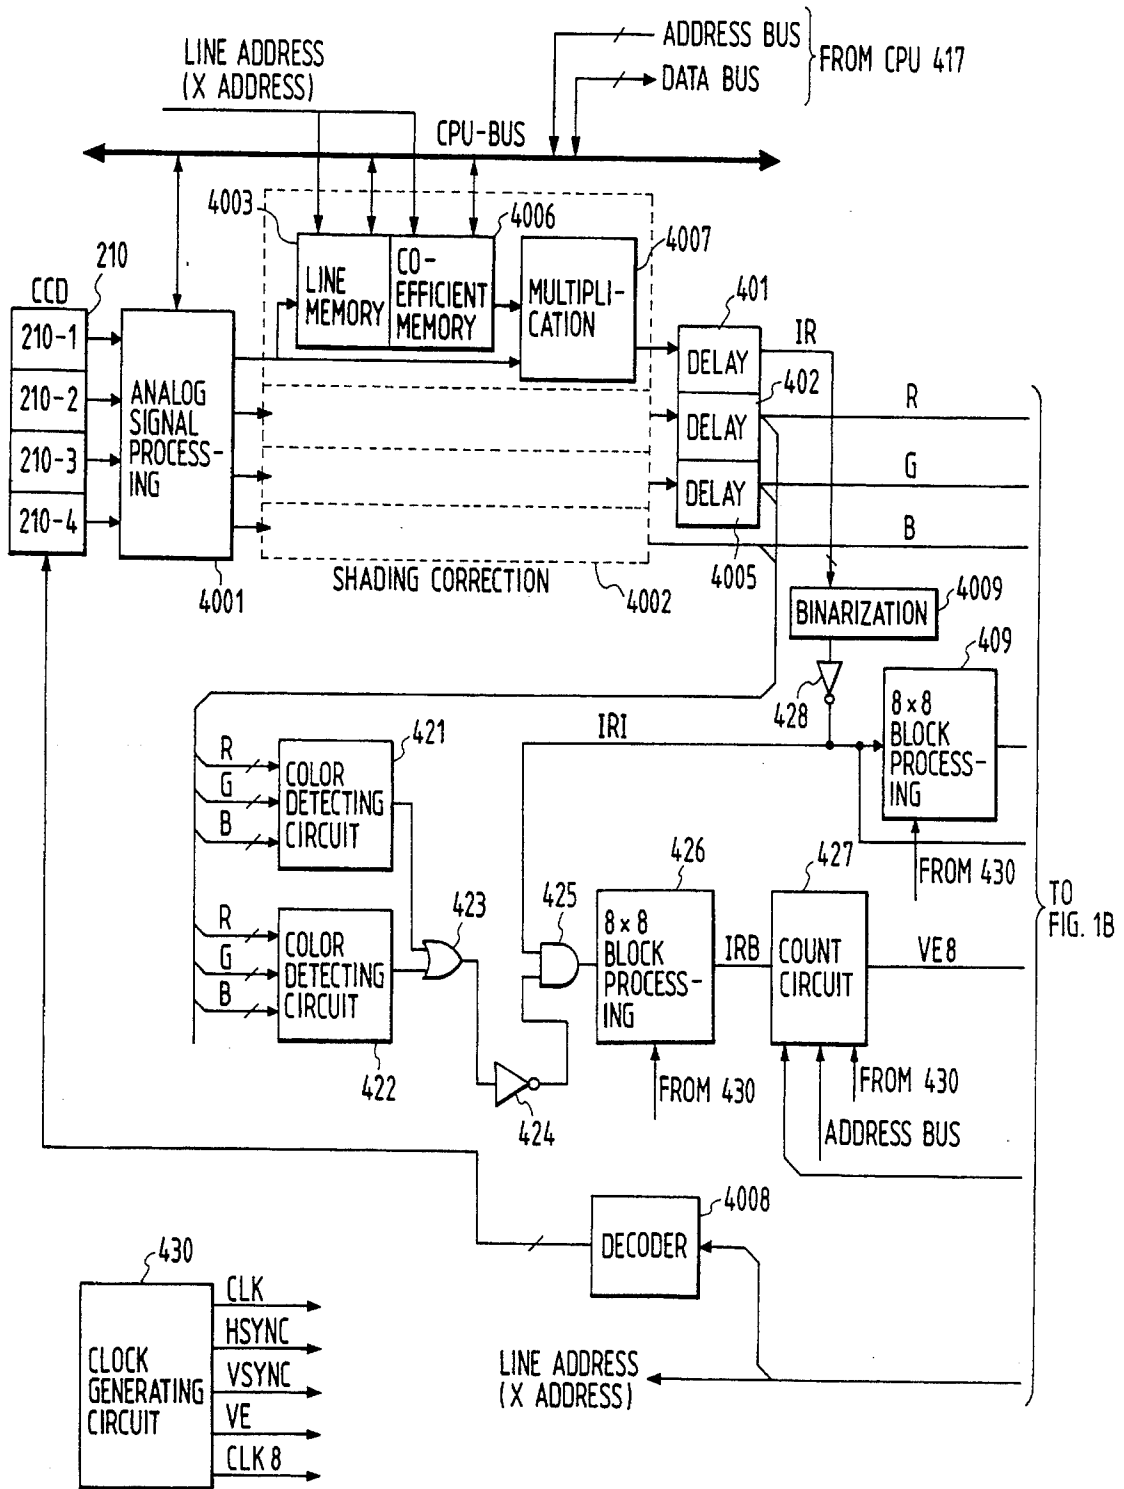 LINE ADDRESS
(X ADDRESS)
ADDRESS BUS
DATA BUS
FROM CPU 417
CPU-BUS
4003
4006
4007
210
CCD
210-1
210-2
210-3
210-4
ANALOG
SIGNAL
PROCESS-
ING
4001
LINE
MEMORY
CO-
EFFICIENT
MEMORY
MULTIPLI-
CATION
SHADING CORRECTION
4002
401
DELAY
402
DELAY
DELAY
4005
IR
R
G
B
BINARIZATION
4009
428
409
8×8
BLOCK
PROCESS-
ING
FROM 430
IRI
R
G
B
421
COLOR
DETECTING
CIRCUIT
R
G
B
COLOR
DETECTING
CIRCUIT
422
423
424
425
426
8×8
BLOCK
PROCESS-
ING
FROM 430
IRB
427
COUNT
CIRCUIT
VE8
FROM 430
ADDRESS BUS
TO
FIG. 1B
4008
DECODER
LINE ADDRESS
(X ADDRESS)
430
CLOCK
GENERATING
CIRCUIT
CLK
HSYNC
VSYNC
VE
CLK8